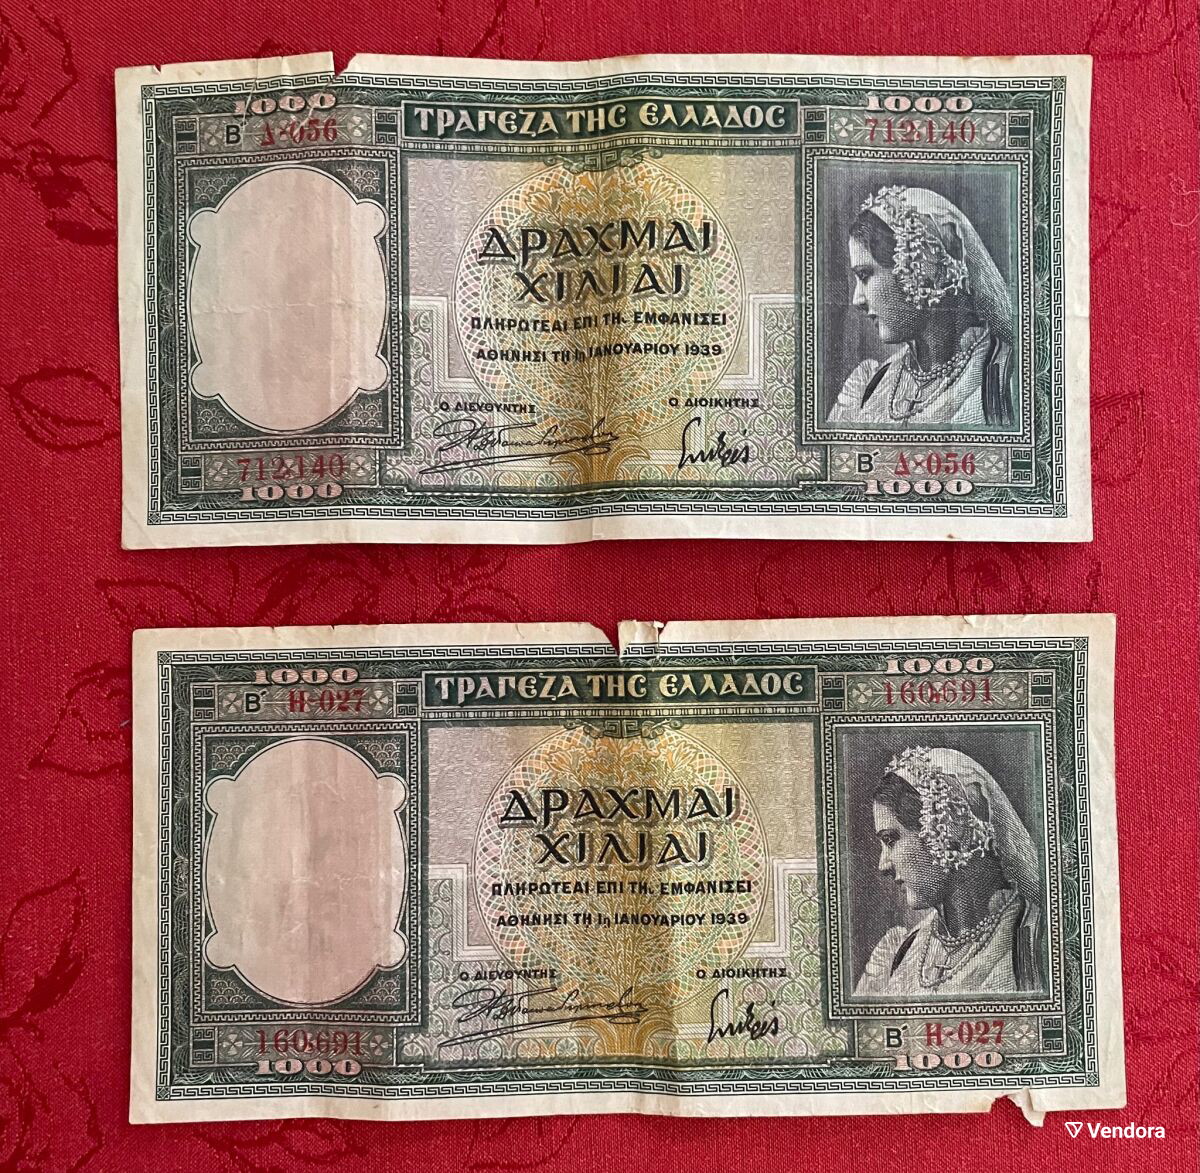 1000 1000
Β΄ Δ-056 ΤΡΑΠΕΖΑ ΤΗΣ ΕΛΛΑΔΟΣ 712,140
ΔΡΑΧΜΑΙ
ΧΙΛΙΑΙ
ΠΛΗΡΩΤΕΑΙ ΕΠΙ ΤΗ, ΕΜΦΑΝΙΣΕΙ
ΑΘΗΝΗΣΙ ΤΗ 1η ΙΑΝΟΥΑΡΙΟΥ 1939
Ο ΔΙΕΥΘΥΝΤΗΣ Ο ΔΙΟΙΚΗΤΗΣ
712,140 Β΄ Δ-056
1000 1000
1000 1000
Β΄ Η-027 ΤΡΑΠΕΖΑ ΤΗΣ ΕΛΛΑΔΟΣ 160,691
ΔΡΑΧΜΑΙ
ΧΙΛΙΑΙ
ΠΛΗΡΩΤΕΑΙ ΕΠΙ ΤΗ, ΕΜΦΑΝΙΣΕΙ
ΑΘΗΝΗΣΙ ΤΗ 1η ΙΑΝΟΥΑΡΙΟΥ 1939
Ο ΔΙΕΥΘΥΝΤΗΣ Ο ΔΙΟΙΚΗΤΗΣ
160,691 Β΄ Η-027
1000 1000
Vendora